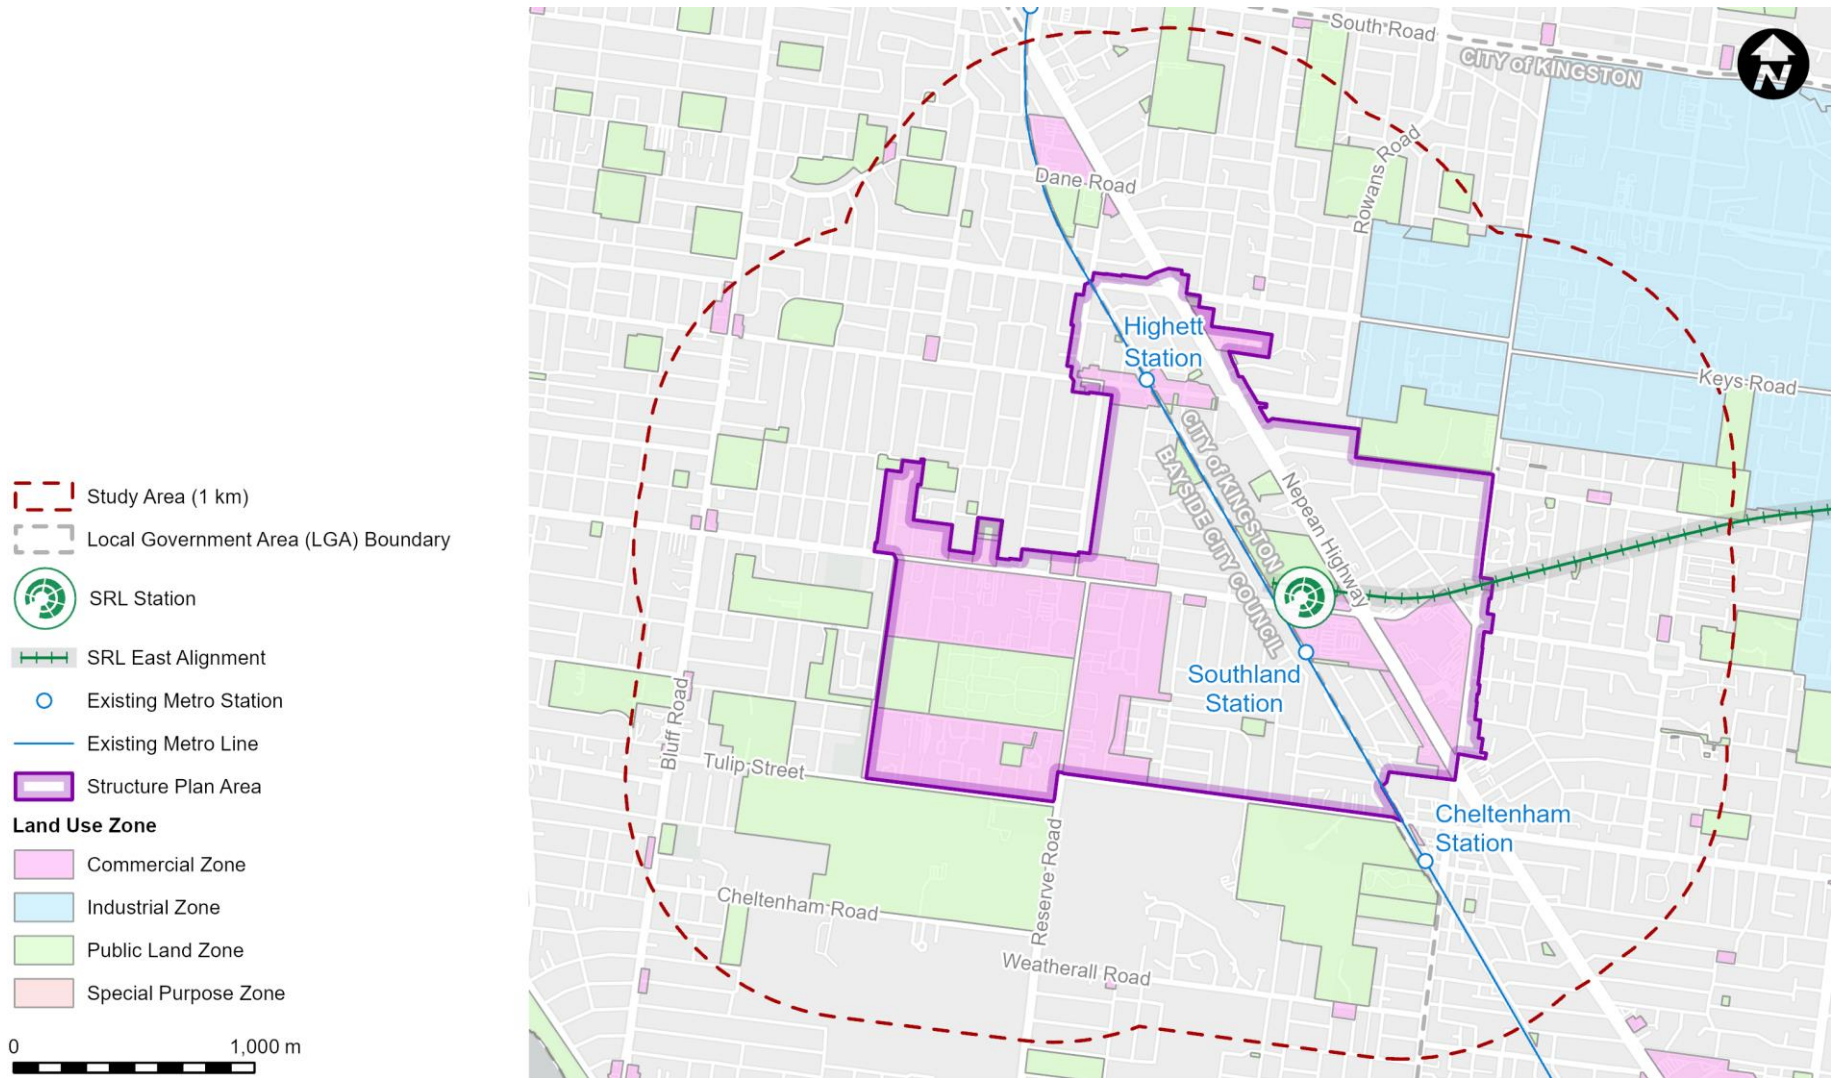 South Road
CITY of KINGSTON
N
Rowans Road
Dane Road
Highett
Station
Keys Road
CITY of KINGSTON
BAYSIDE CITY COUNCIL
Nepean Highway
Southland
Station
Bluff Road
Tulip Street
Cheltenham
Station
Reserve Road
Cheltenham Road
Weatherall Road
Study Area (1 km)
Local Government Area (LGA) Boundary
SRL Station
SRL East Alignment
Existing Metro Station
Existing Metro Line
Structure Plan Area
Land Use Zone
Commercial Zone
Industrial Zone
Public Land Zone
Special Purpose Zone
0 1,000 m